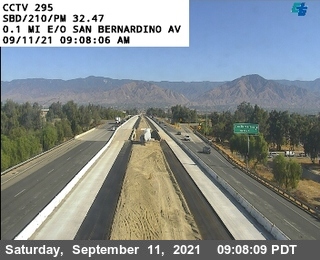 CCTV 295
SBD/210/PM 32.47
0.1 MI E/O SAN BERNARDINO AV
09/11/21 09:08:06 AM
Saturday, September 11, 2021 09:08:09 PDT